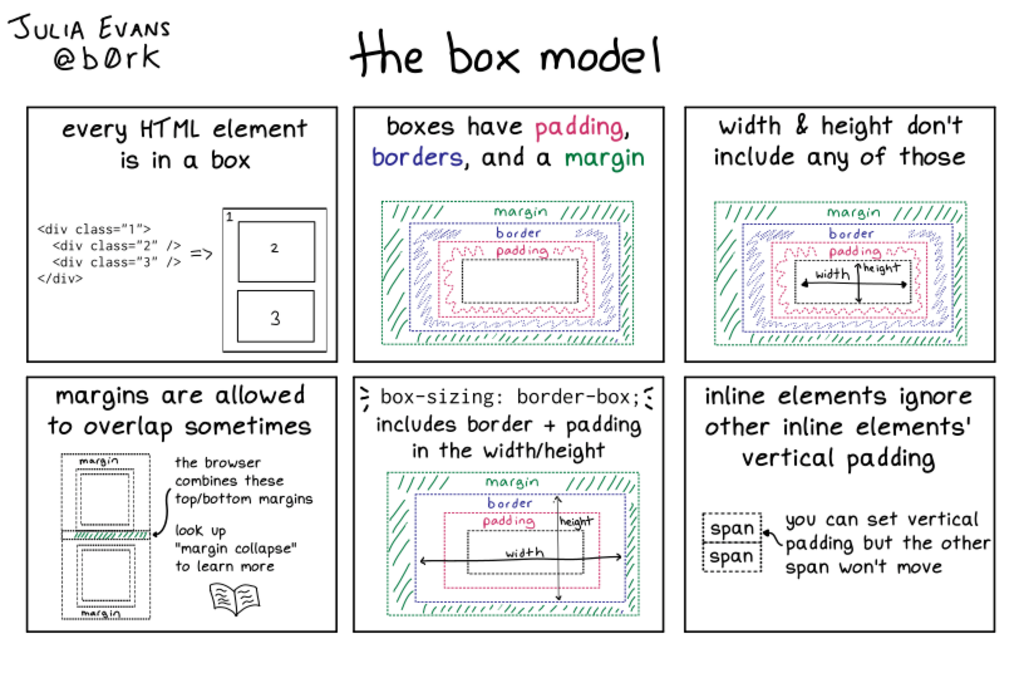 JULIA EVANS
@b0rk
the box model
every HTML element
is in a box
<div class="1">
<div class="2" />
<div class="3" />
</div>
=>
1
2
3
boxes have padding,
borders, and a margin
margin
border
padding
width & height don't
include any of those
margin
border
padding
width
height
margins are allowed
to overlap sometimes
margin
margin
the browser
combines these
top/bottom margins
look up
"margin collapse"
to learn more
box-sizing: border-box;
includes border + padding
in the width/height
margin
border
padding
height
width
inline elements ignore
other inline elements'
vertical padding
span
span
you can set vertical
padding but the other
span won't move